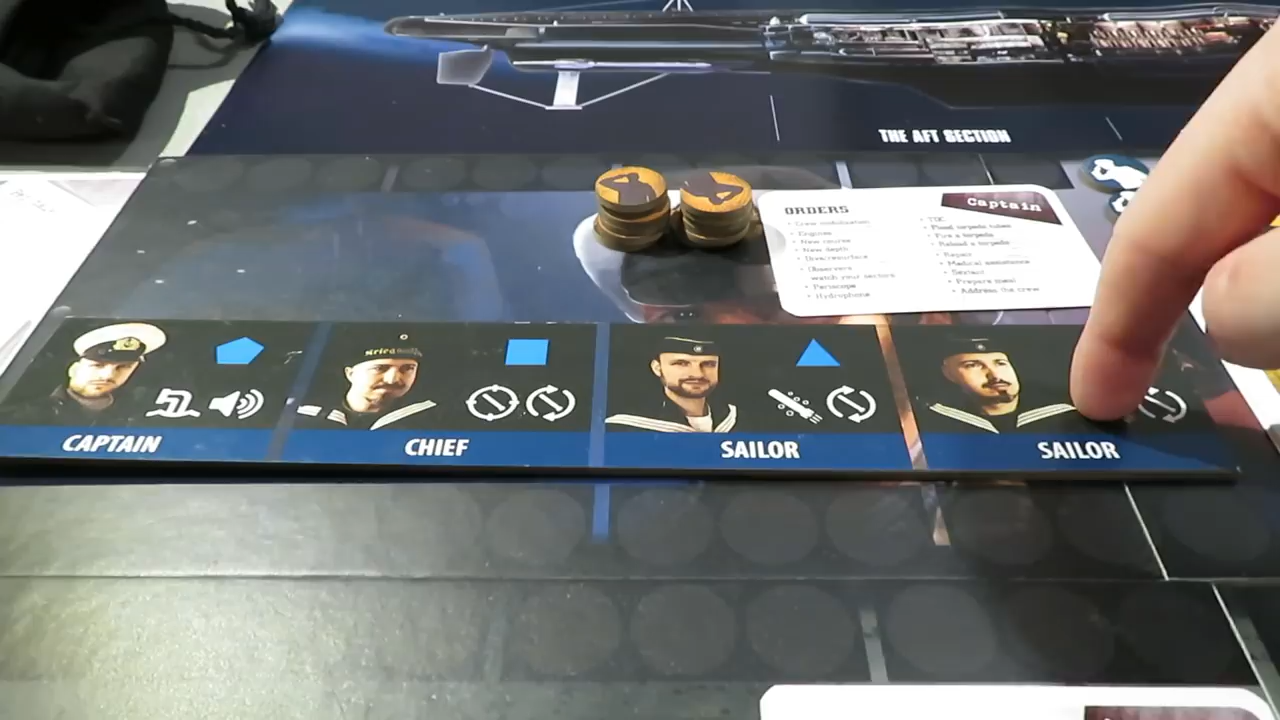 THE AFT SECTION
ORDERS
Captain
• Crew mobilization
• Engines
• New course
• New depth
• Dive/resurface
• Observers
watch your sectors
• Periscope
• Hydrophone
• TDC
• Flood torpedo tubes
• Fire a torpedo
• Reload a torpedo
• Repair
• Medical assistance
• Sextant
• Prepare meal
• Address the crew
CAPTAIN
CHIEF
SAILOR
SAILOR